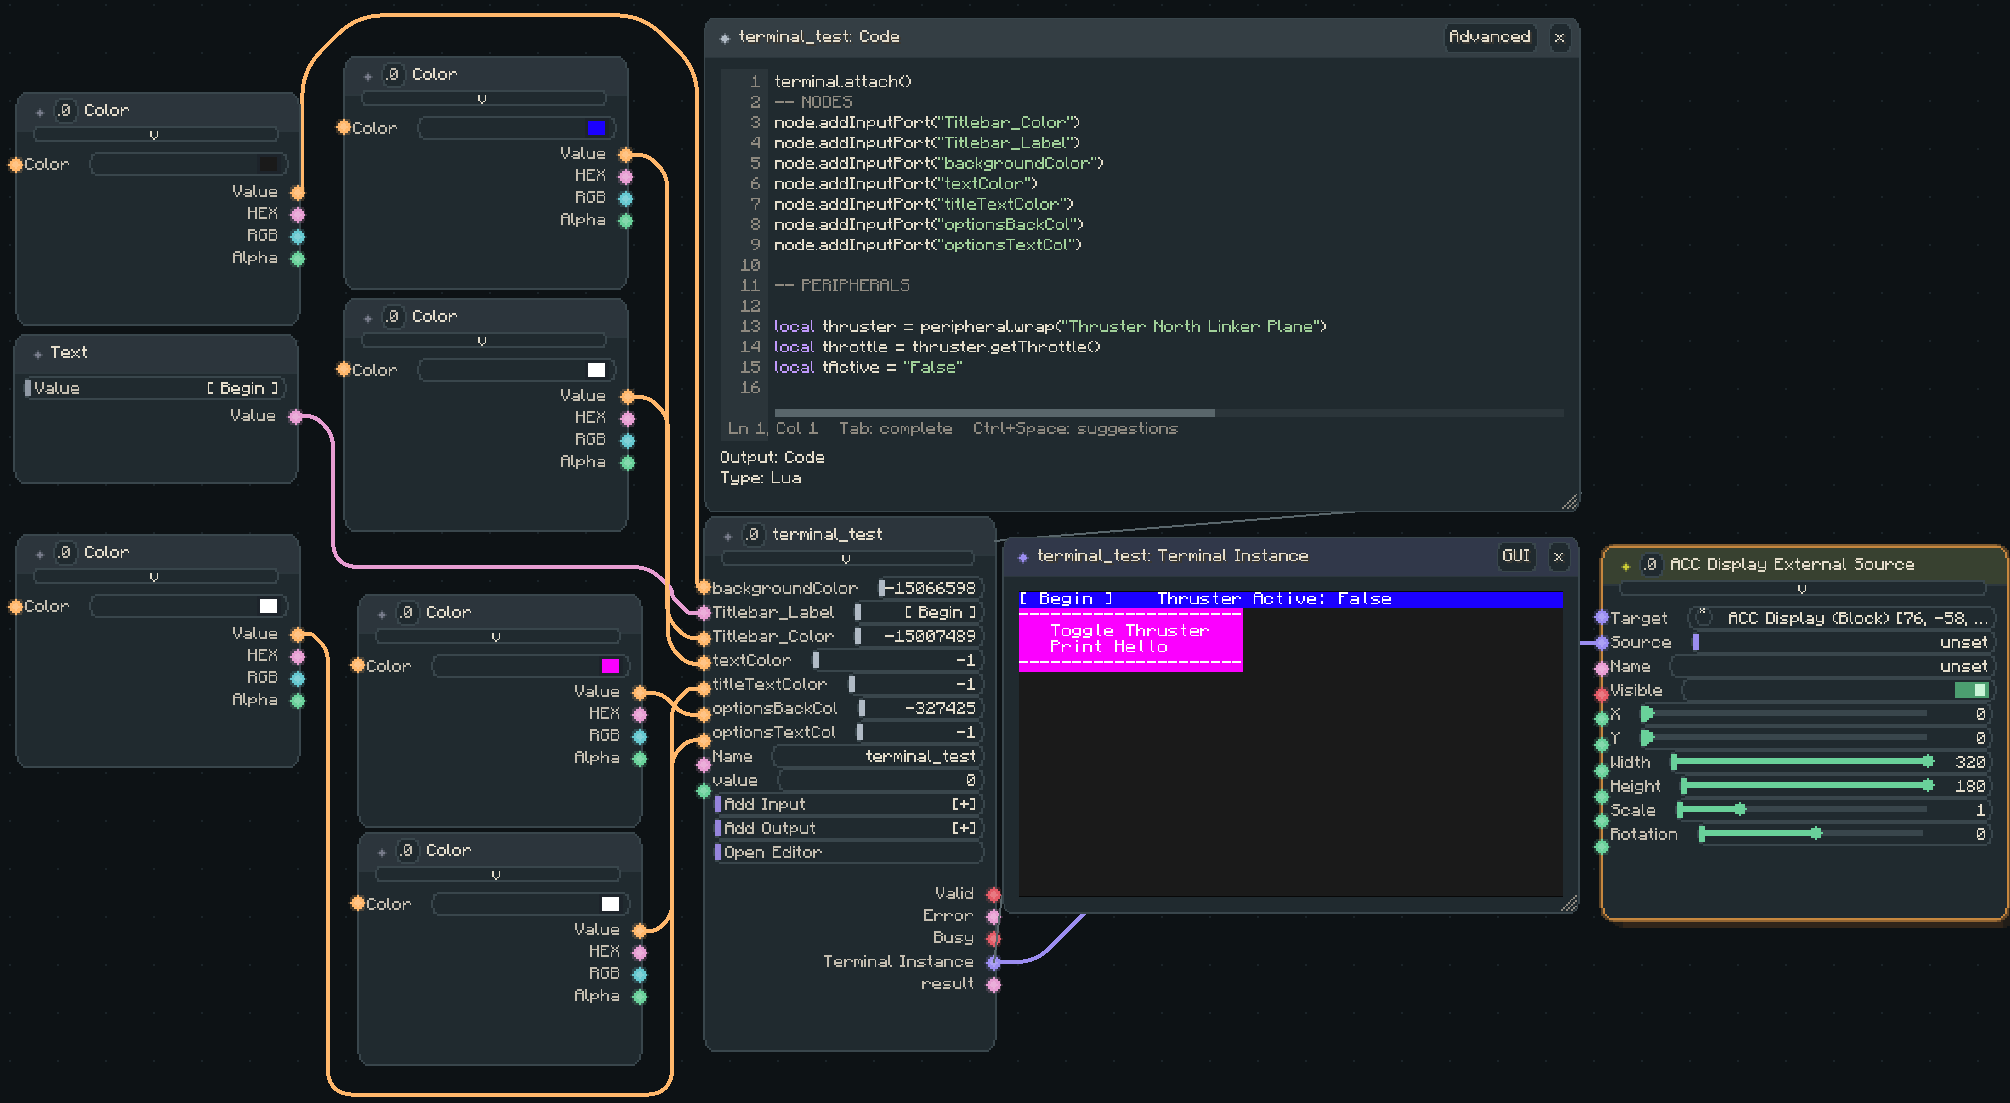 .0 Color
v
Color
Value
HEX
RGB
Alpha
Text
Value [ Begin ]
Value
.0 Color
v
Color
Value
HEX
RGB
Alpha
.0 Color
v
Color
Value
HEX
RGB
Alpha
.0 Color
v
Color
Value
HEX
RGB
Alpha
.0 Color
v
Color
Value
HEX
RGB
Alpha
.0 Color
v
Color
Value
HEX
RGB
Alpha
terminal_test: Code Advanced x
1 terminal.attach()
2 -- NODES
3 node.addInputPort("Titlebar_Color")
4 node.addInputPort("Titlebar_Label")
5 node.addInputPort("backgroundColor")
6 node.addInputPort("textColor")
7 node.addInputPort("titleTextColor")
8 node.addInputPort("optionsBackCol")
9 node.addInputPort("optionsTextCol")
10
11 -- PERIPHERALS
12
13 local thruster = peripheral.wrap("Thruster North Linker Plane")
14 local throttle = thruster.getThrottle()
15 local tActive = "False"
16
Ln 1, Col 1 Tab: complete Ctrl+Space: suggestions
Output: Code
Type: Lua
.0 terminal_test
v
backgroundColor -15066598
Titlebar_Label [ Begin ]
Titlebar_Color -15007489
textColor -1
titleTextColor -1
optionsBackCol -327425
optionsTextCol -1
Name terminal_test
value 0
Add Input [+]
Add Output [+]
Open Editor
Valid
Error
Busy
Terminal Instance
result
terminal_test: Terminal Instance GUI x
[ Begin ] Thruster Active: False
Toggle Thruster
Print Hello
.0 ACC Display External Source
v
Target ACC Display (Block) [76, -58, ...
Source unset
Name unset
Visible
X 0
Y 0
Width 320
Height 180
Scale 1
Rotation 0